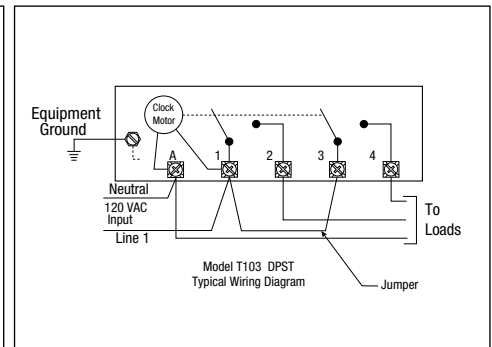 Clock
Motor
Equipment
Ground
A
1
2
3
4
Neutral
120 VAC
Input
Line 1
To
Loads
Model T103 DPST
Typical Wiring Diagram
Jumper